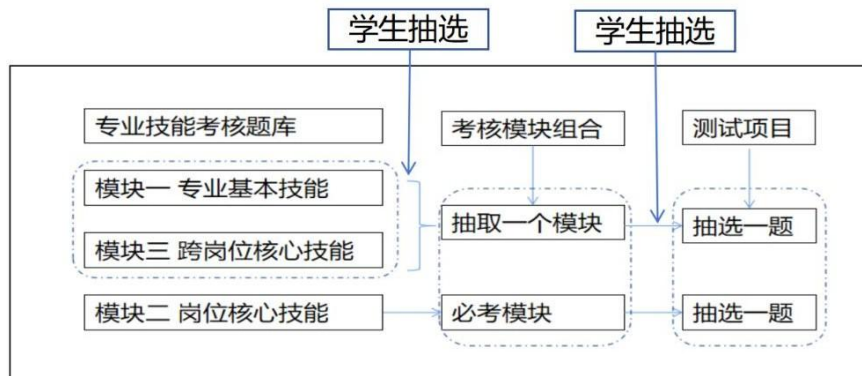 学生抽选
学生抽选
专业技能考核题库
考核模块组合
测试项目
模块一 专业基本技能
模块三 跨岗位核心技能
抽取一个模块
抽选一题
模块二 岗位核心技能
必考模块
抽选一题